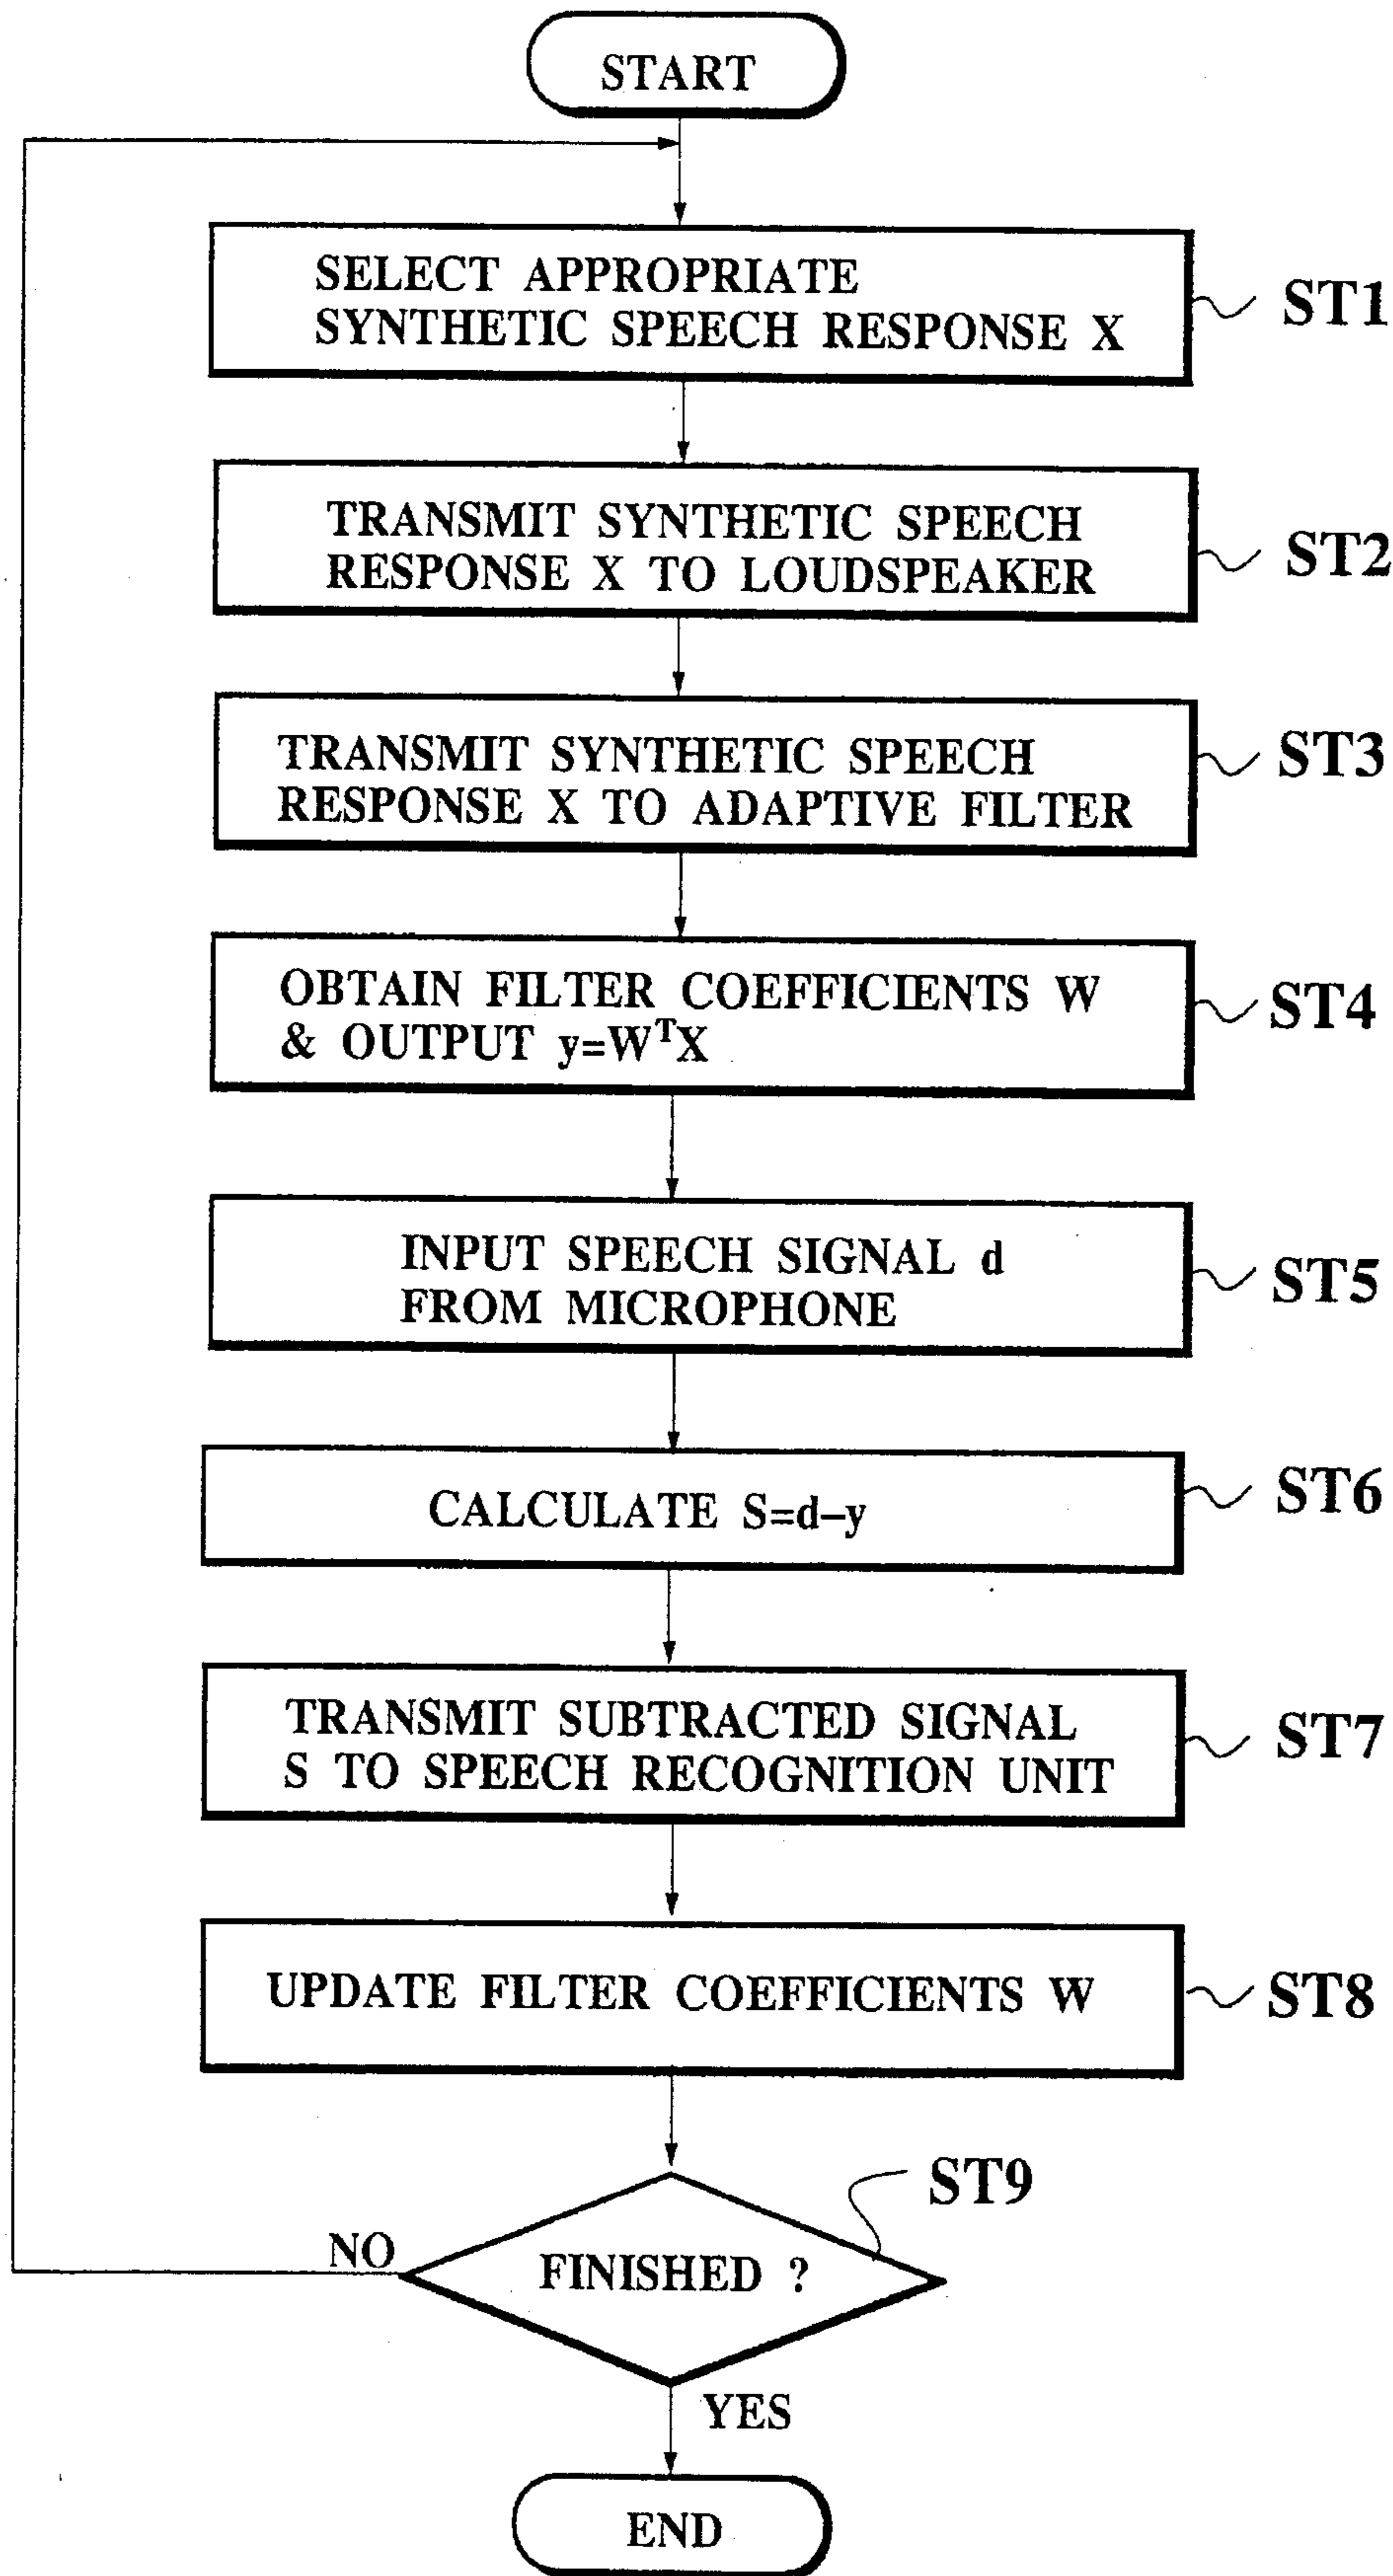 START
SELECT APPROPRIATE
SYNTHETIC SPEECH RESPONSE X
ST1
TRANSMIT SYNTHETIC SPEECH
RESPONSE X TO LOUDSPEAKER
ST2
TRANSMIT SYNTHETIC SPEECH
RESPONSE X TO ADAPTIVE FILTER
ST3
OBTAIN FILTER COEFFICIENTS W
& OUTPUT y=WᵀX
ST4
INPUT SPEECH SIGNAL d
FROM MICROPHONE
ST5
CALCULATE S=d–y
ST6
TRANSMIT SUBTRACTED SIGNAL
S TO SPEECH RECOGNITION UNIT
ST7
UPDATE FILTER COEFFICIENTS W
ST8
ST9
NO
FINISHED ?
YES
END